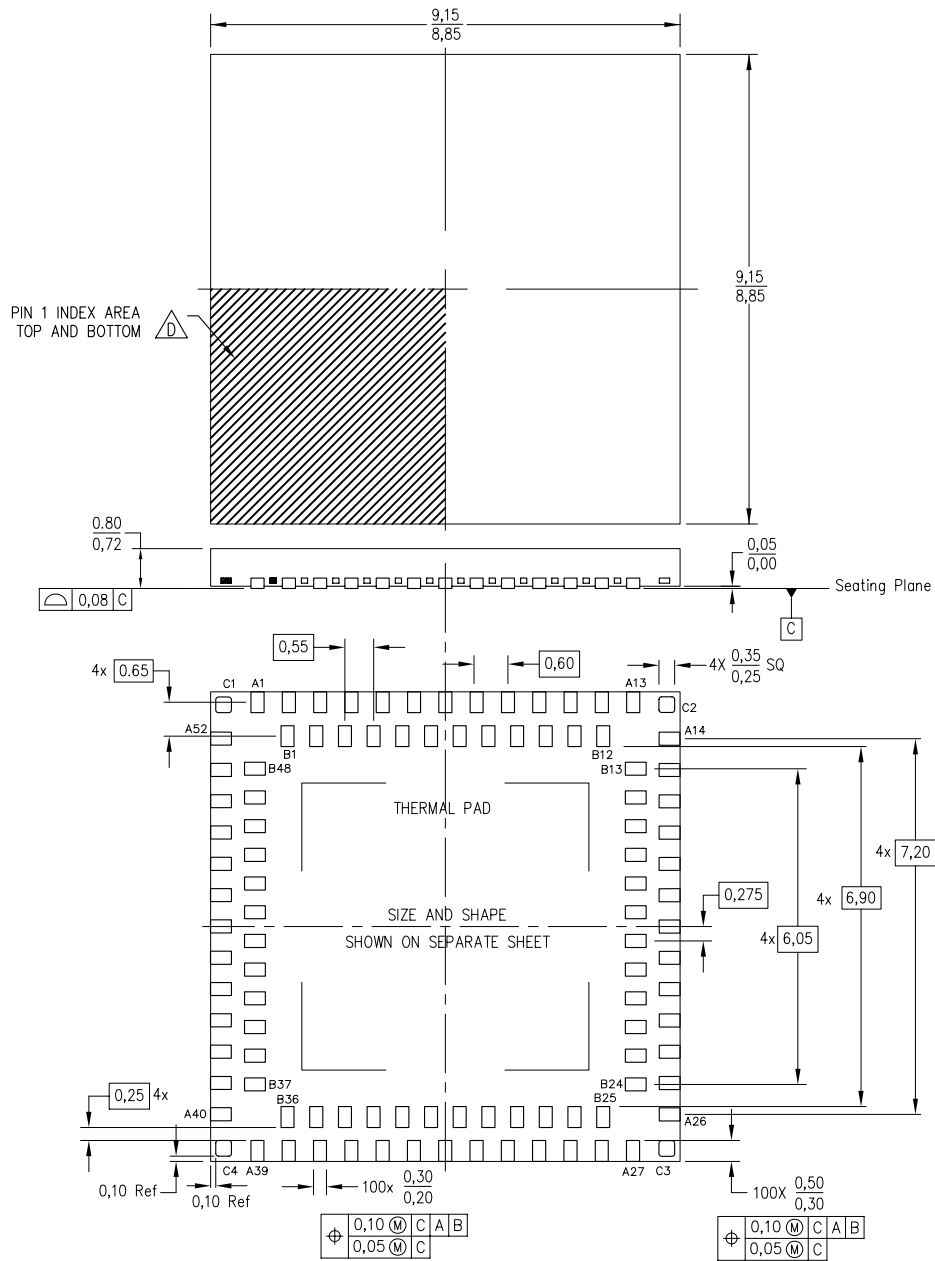 9,15
8,85
PIN 1 INDEX AREA
TOP AND BOTTOM
D
9,15
8,85
0.80
0,72
0,05
0,00
Seating Plane
0,08 C
C
0,55
0,60
4x 0.65
4X 0,35 SQ
0,25
C1 A1 A13
C2
A52 A14
B1 B12
B48 B13
THERMAL PAD
4x 7,20
0,275
4x 6,90
SIZE AND SHAPE
4x 6,05
SHOWN ON SEPARATE SHEET
B37 B24
0,25 4x
B36 B25
A40 A26
C4 A39 A27 C3
0,10 Ref
0,10 Ref
100x 0,30
0,20
100X 0,50
0,30
0,10 Ⓜ C A B
0,05 Ⓜ C
0,10 Ⓜ C A B
0,05 Ⓜ C